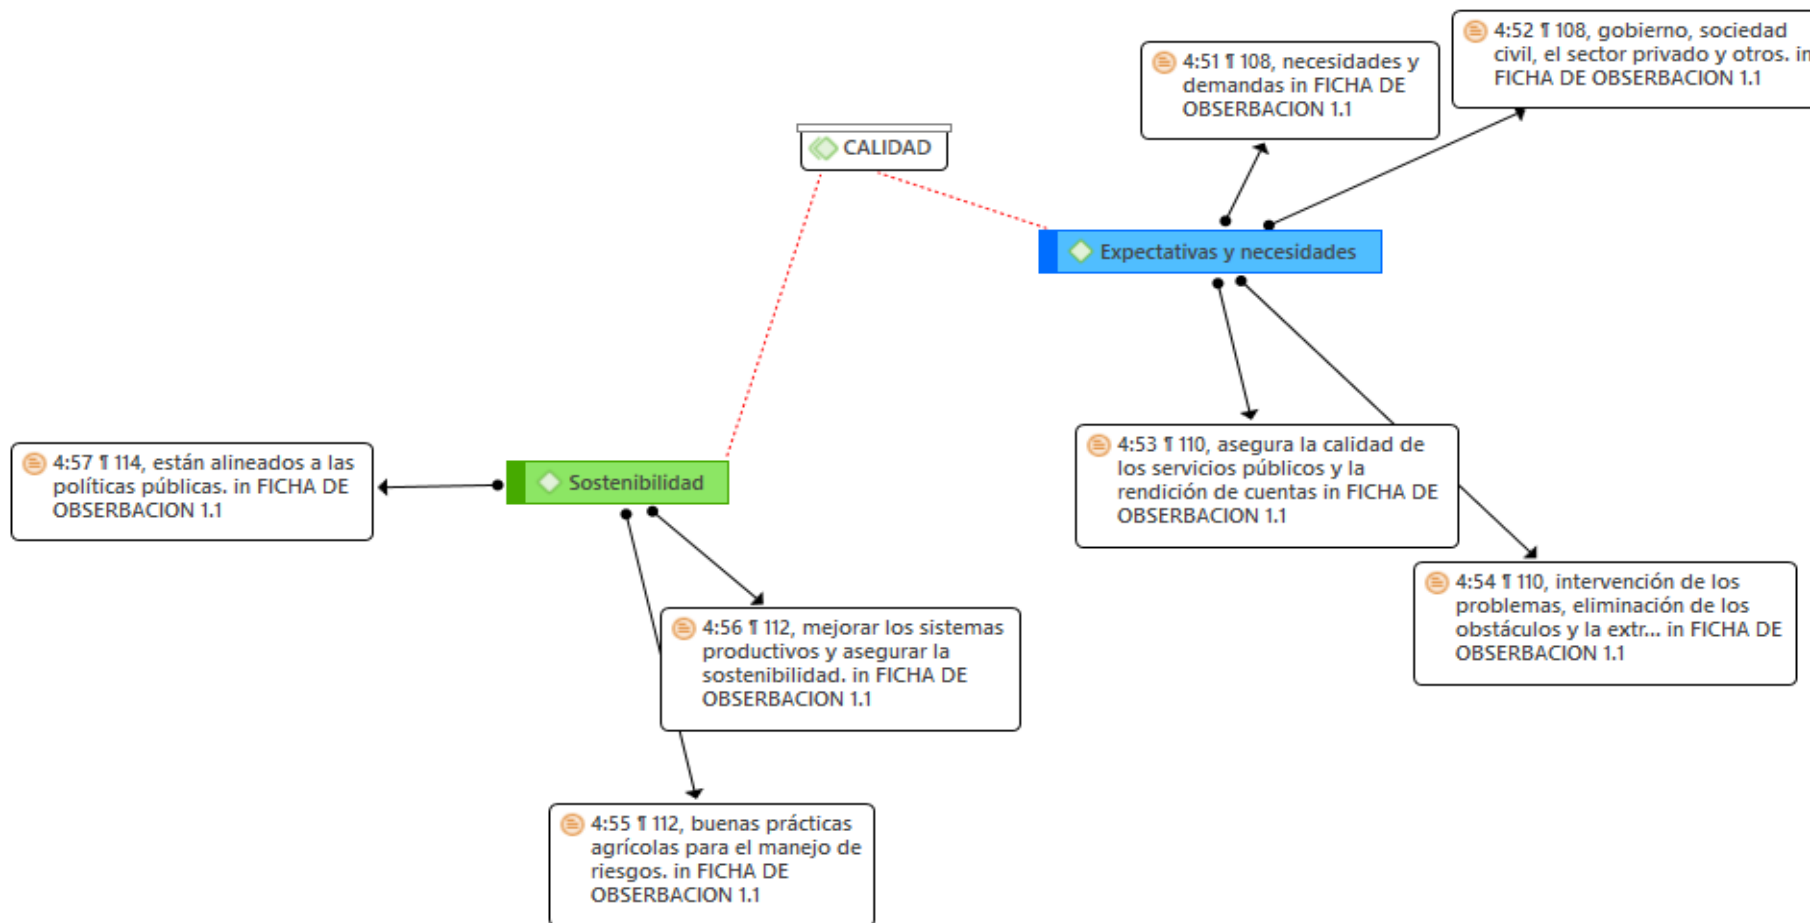 4:52 ¶ 108, gobierno, sociedad
civil, el sector privado y otros. in
FICHA DE OBSERBACION 1.1
4:51 ¶ 108, necesidades y
demandas in FICHA DE
OBSERBACION 1.1
CALIDAD
Expectativas y necesidades
4:53 ¶ 110, asegura la calidad de
los servicios públicos y la
rendición de cuentas in FICHA DE
OBSERBACION 1.1
4:57 ¶ 114, están alineados a las
políticas públicas. in FICHA DE
OBSERBACION 1.1
Sostenibilidad
4:54 ¶ 110, intervención de los
problemas, eliminación de los
obstáculos y la extr... in FICHA DE
OBSERBACION 1.1
4:56 ¶ 112, mejorar los sistemas
productivos y asegurar la
sostenibilidad. in FICHA DE
OBSERBACION 1.1
4:55 ¶ 112, buenas prácticas
agrícolas para el manejo de
riesgos. in FICHA DE
OBSERBACION 1.1